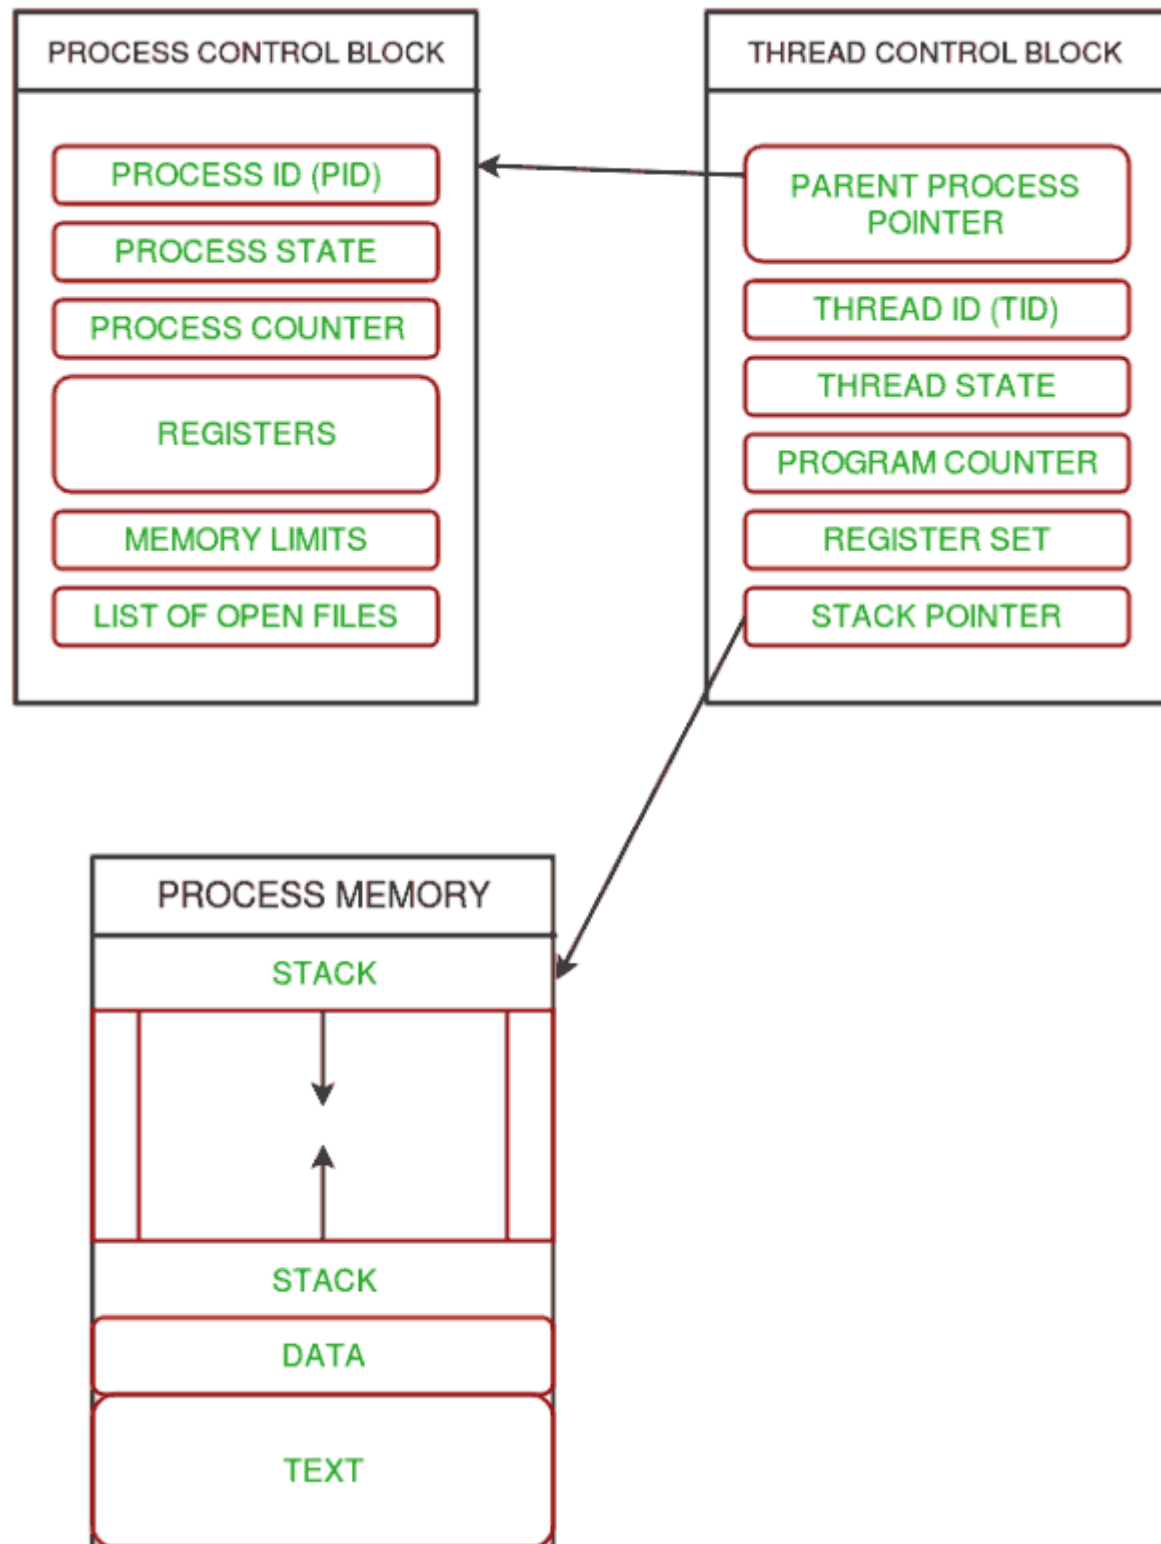 PROCESS CONTROL BLOCK
PROCESS ID (PID)
PROCESS STATE
PROCESS COUNTER
REGISTERS
MEMORY LIMITS
LIST OF OPEN FILES
THREAD CONTROL BLOCK
PARENT PROCESS
POINTER
THREAD ID (TID)
THREAD STATE
PROGRAM COUNTER
REGISTER SET
STACK POINTER
PROCESS MEMORY
STACK
STACK
DATA
TEXT